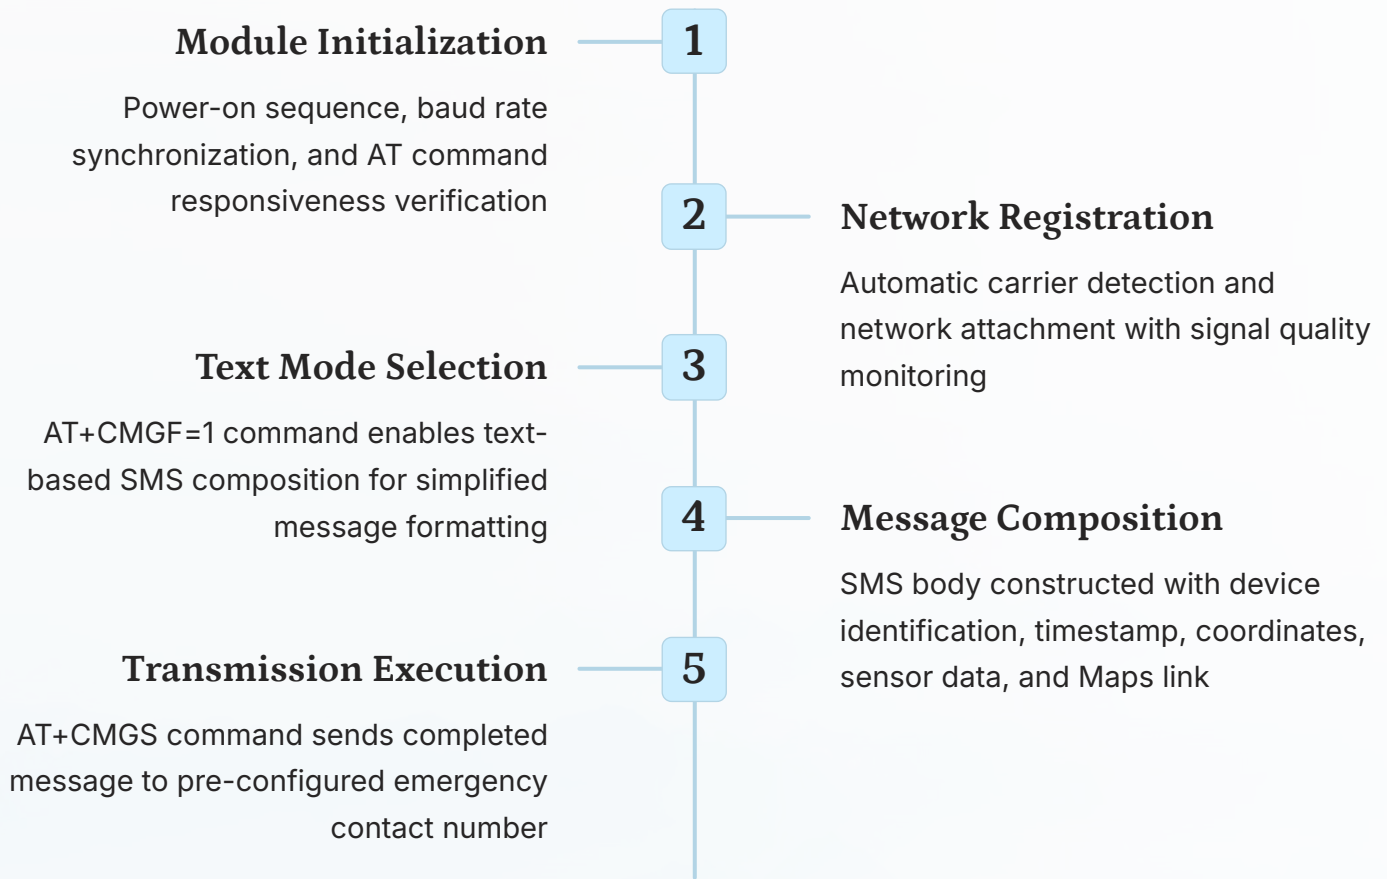 Module Initialization
1
Power-on sequence, baud rate
synchronization, and AT command
responsiveness verification
2
Network Registration
Automatic carrier detection and
network attachment with signal quality
monitoring
Text Mode Selection
3
AT+CMGF=1 command enables text-
based SMS composition for simplified
message formatting
4
Message Composition
SMS body constructed with device
identification, timestamp, coordinates,
sensor data, and Maps link
Transmission Execution
5
AT+CMGS command sends completed
message to pre-configured emergency
contact number